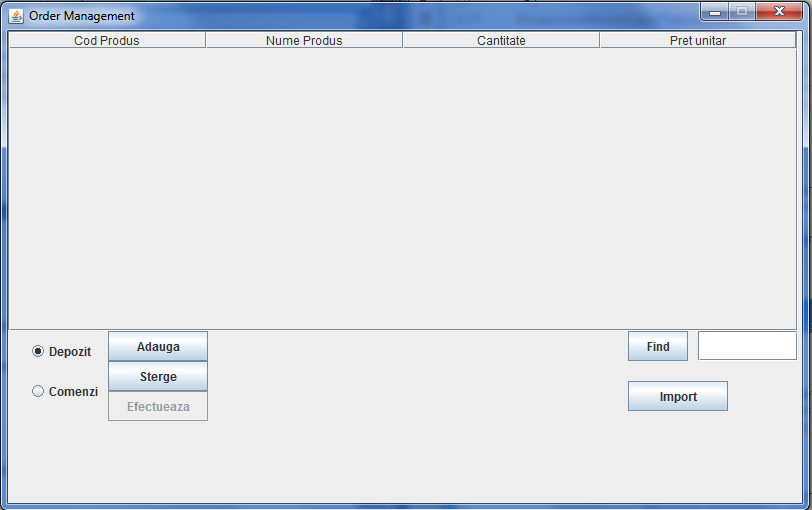 Order Management
Cod Produs Nume Produs Cantitate Pret unitar
Depozit Adauga Find
Sterge
Comenzi Import
Efectueaza